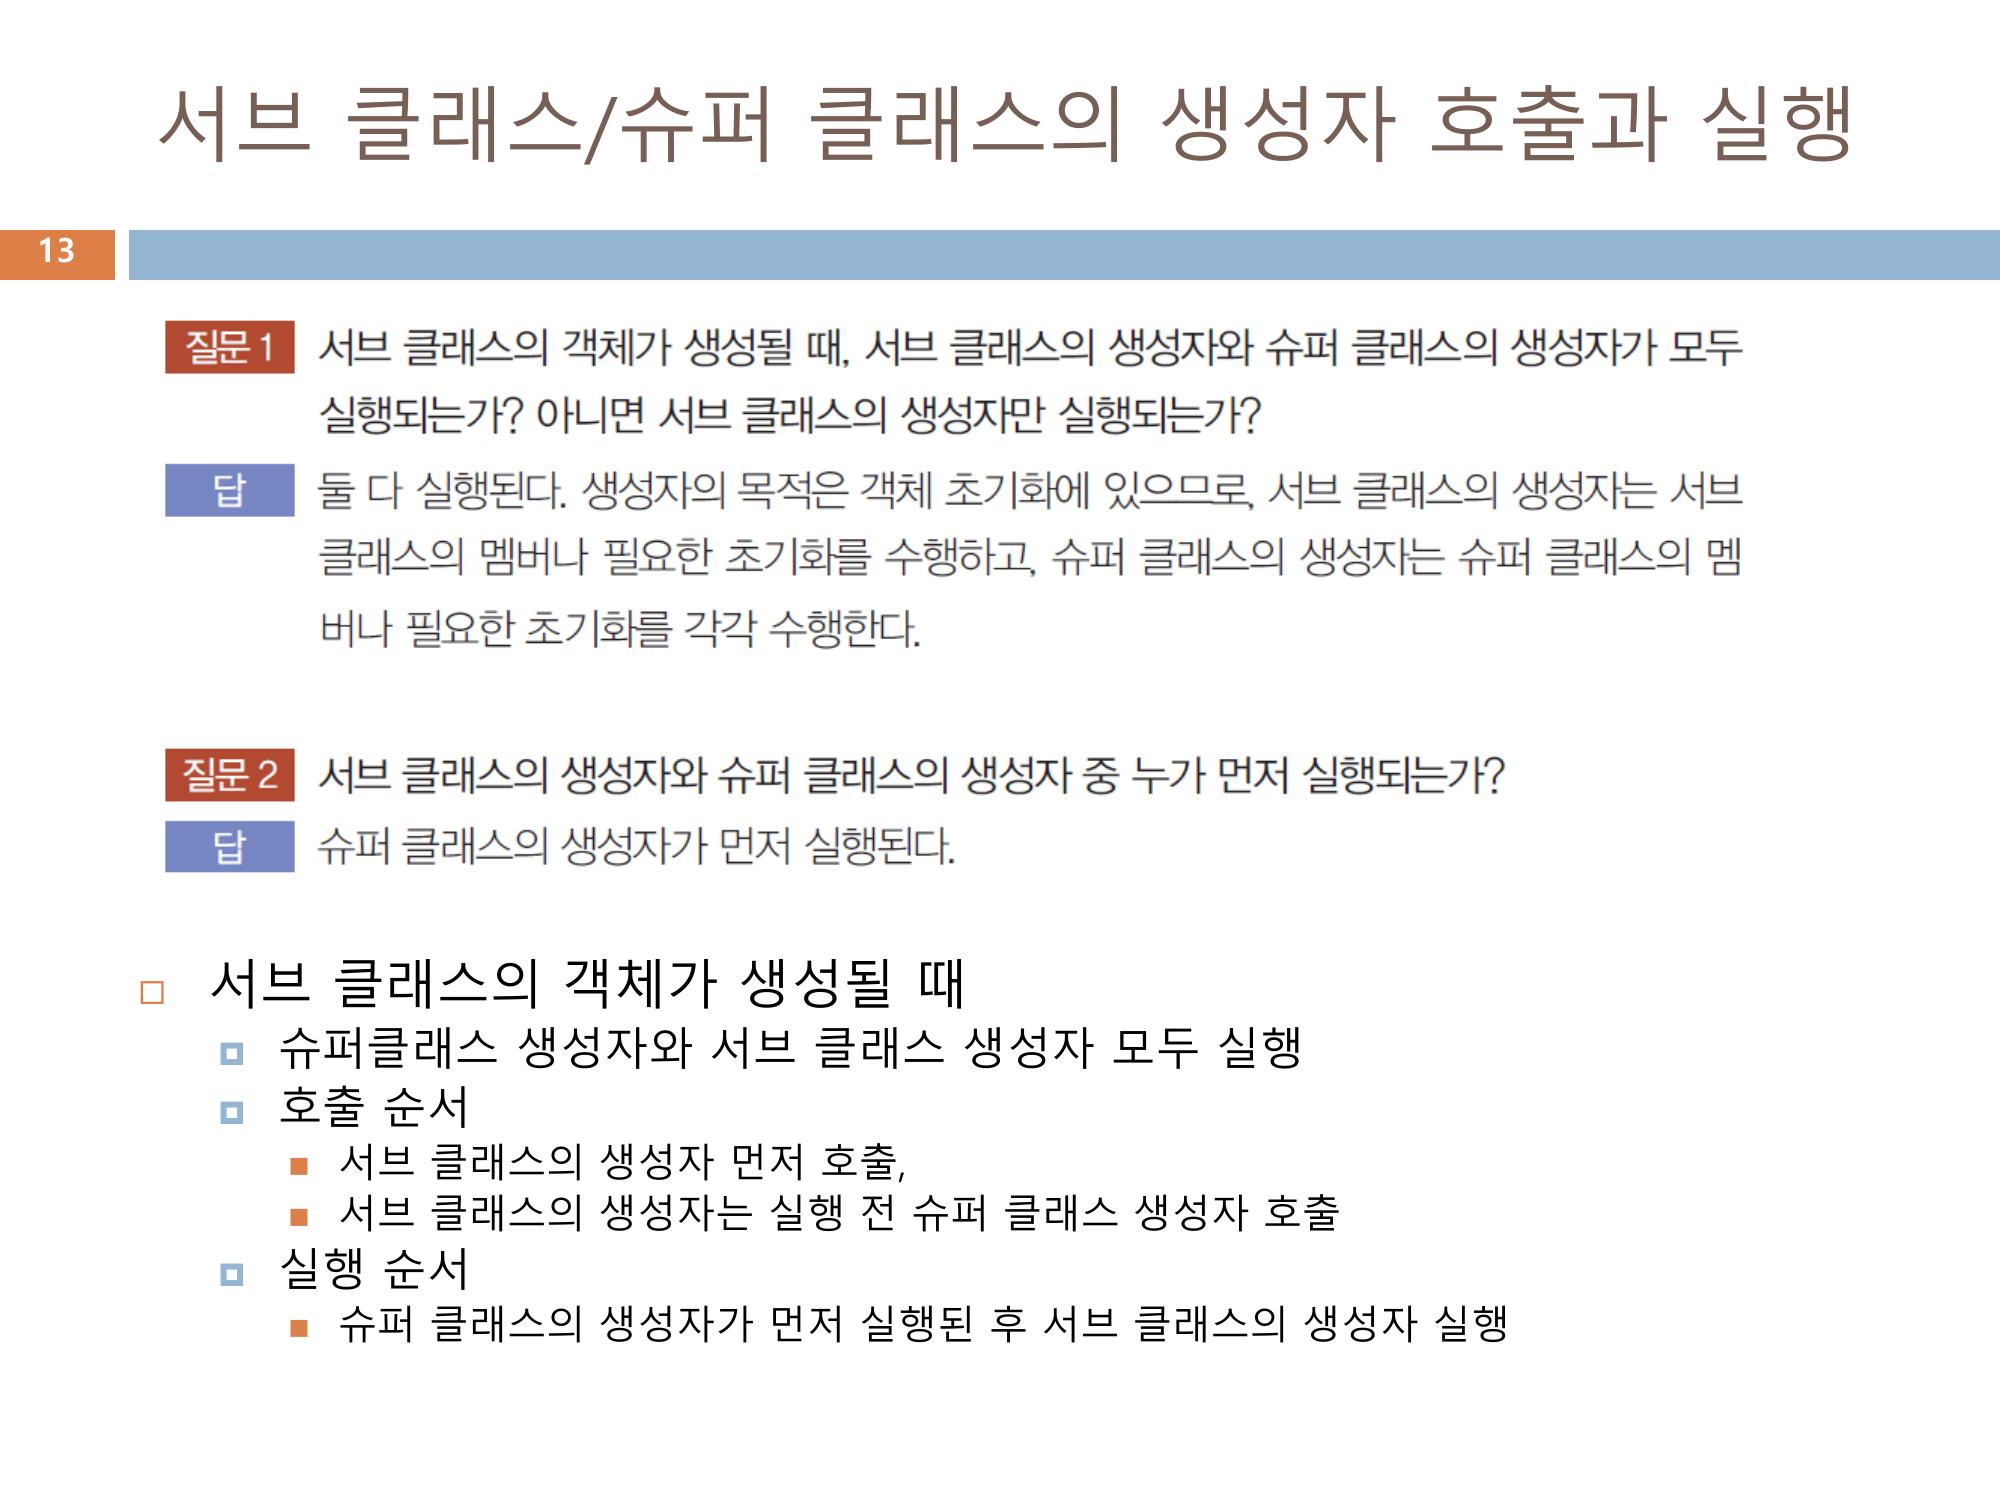 서브 클래스/슈퍼 클래스의 생성자 호출과 실행
13
질문 1 서브 클래스의 객체가 생성될 때, 서브 클래스의 생성자와 슈퍼 클래스의 생성자가 모두
실행되는가? 아니면 서브 클래스의 생성자만 실행되는가?
답 둘 다 실행된다. 생성자의 목적은 객체 초기화에 있으므로, 서브 클래스의 생성자는 서브
클래스의 멤버나 필요한 초기화를 수행하고, 슈퍼 클래스의 생성자는 슈퍼 클래스의 멤
버나 필요한 초기화를 각각 수행한다.
질문 2 서브 클래스의 생성자와 슈퍼 클래스의 생성자 중 누가 먼저 실행되는가?
답 슈퍼 클래스의 생성자가 먼저 실행된다.
서브 클래스의 객체가 생성될 때
슈퍼클래스 생성자와 서브 클래스 생성자 모두 실행
호출 순서
서브 클래스의 생성자 먼저 호출,
서브 클래스의 생성자는 실행 전 슈퍼 클래스 생성자 호출
실행 순서
슈퍼 클래스의 생성자가 먼저 실행된 후 서브 클래스의 생성자 실행